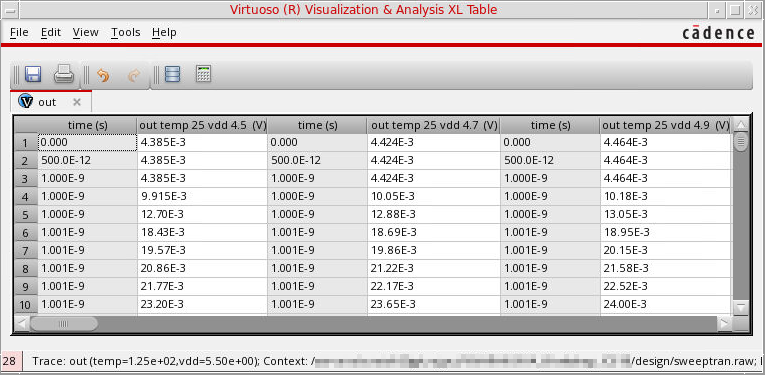 Virtuoso (R) Visualization & Analysis XL Table
File Edit View Tools Help
cādence
out
time (s) out temp 25 vdd 4.5 (V) time (s) out temp 25 vdd 4.7 (V) time (s) out temp 25 vdd 4.9 (V)
1 0.000 4.385E-3 0.000 4.424E-3 0.000 4.464E-3
2 500.0E-12 4.385E-3 500.0E-12 4.424E-3 500.0E-12 4.464E-3
3 1.000E-9 4.385E-3 1.000E-9 4.424E-3 1.000E-9 4.464E-3
4 1.000E-9 9.915E-3 1.000E-9 10.05E-3 1.000E-9 10.18E-3
5 1.000E-9 12.70E-3 1.000E-9 12.88E-3 1.000E-9 13.05E-3
6 1.001E-9 18.43E-3 1.001E-9 18.69E-3 1.001E-9 18.95E-3
7 1.001E-9 19.57E-3 1.001E-9 19.86E-3 1.001E-9 20.15E-3
8 1.001E-9 20.86E-3 1.001E-9 21.22E-3 1.001E-9 21.58E-3
9 1.001E-9 21.77E-3 1.001E-9 22.17E-3 1.001E-9 22.52E-3
10 1.001E-9 23.20E-3 1.001E-9 23.65E-3 1.001E-9 24.00E-3
28 Trace: out (temp=1.25e+02,vdd=5.50e+00); Context: / /design/sweeptran.raw;